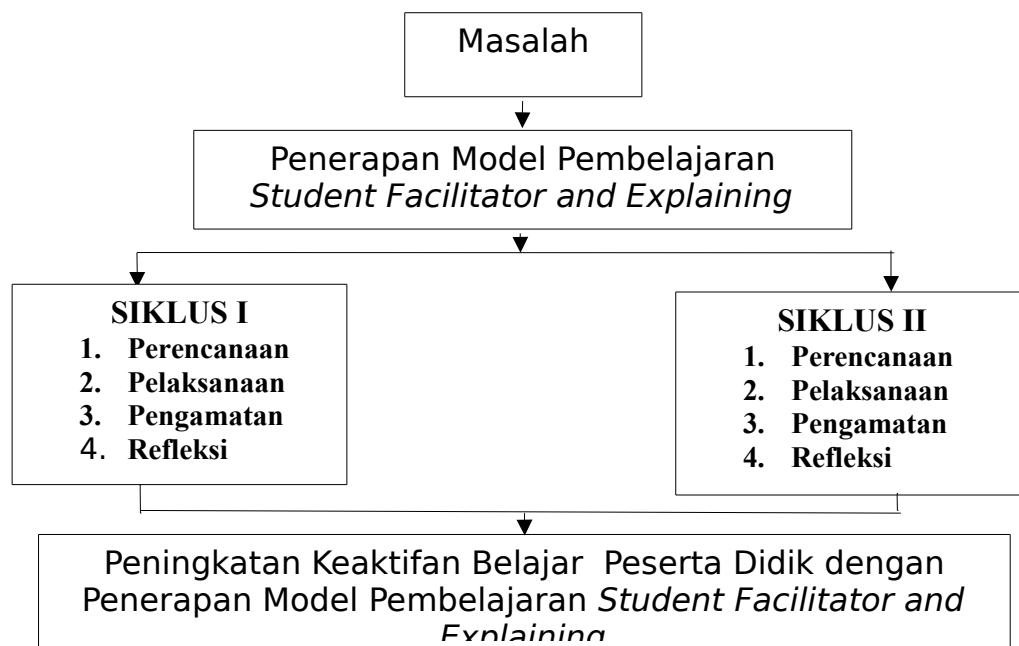 Masalah
Penerapan Model Pembelajaran
Student Facilitator and Explaining
SIKLUS I
1. Perencanaan
2. Pelaksanaan
3. Pengamatan
4. Refleksi
SIKLUS II
1. Perencanaan
2. Pelaksanaan
3. Pengamatan
4. Refleksi
Peningkatan Keaktifan Belajar Peserta Didik dengan
Penerapan Model Pembelajaran Student Facilitator and
Explaining